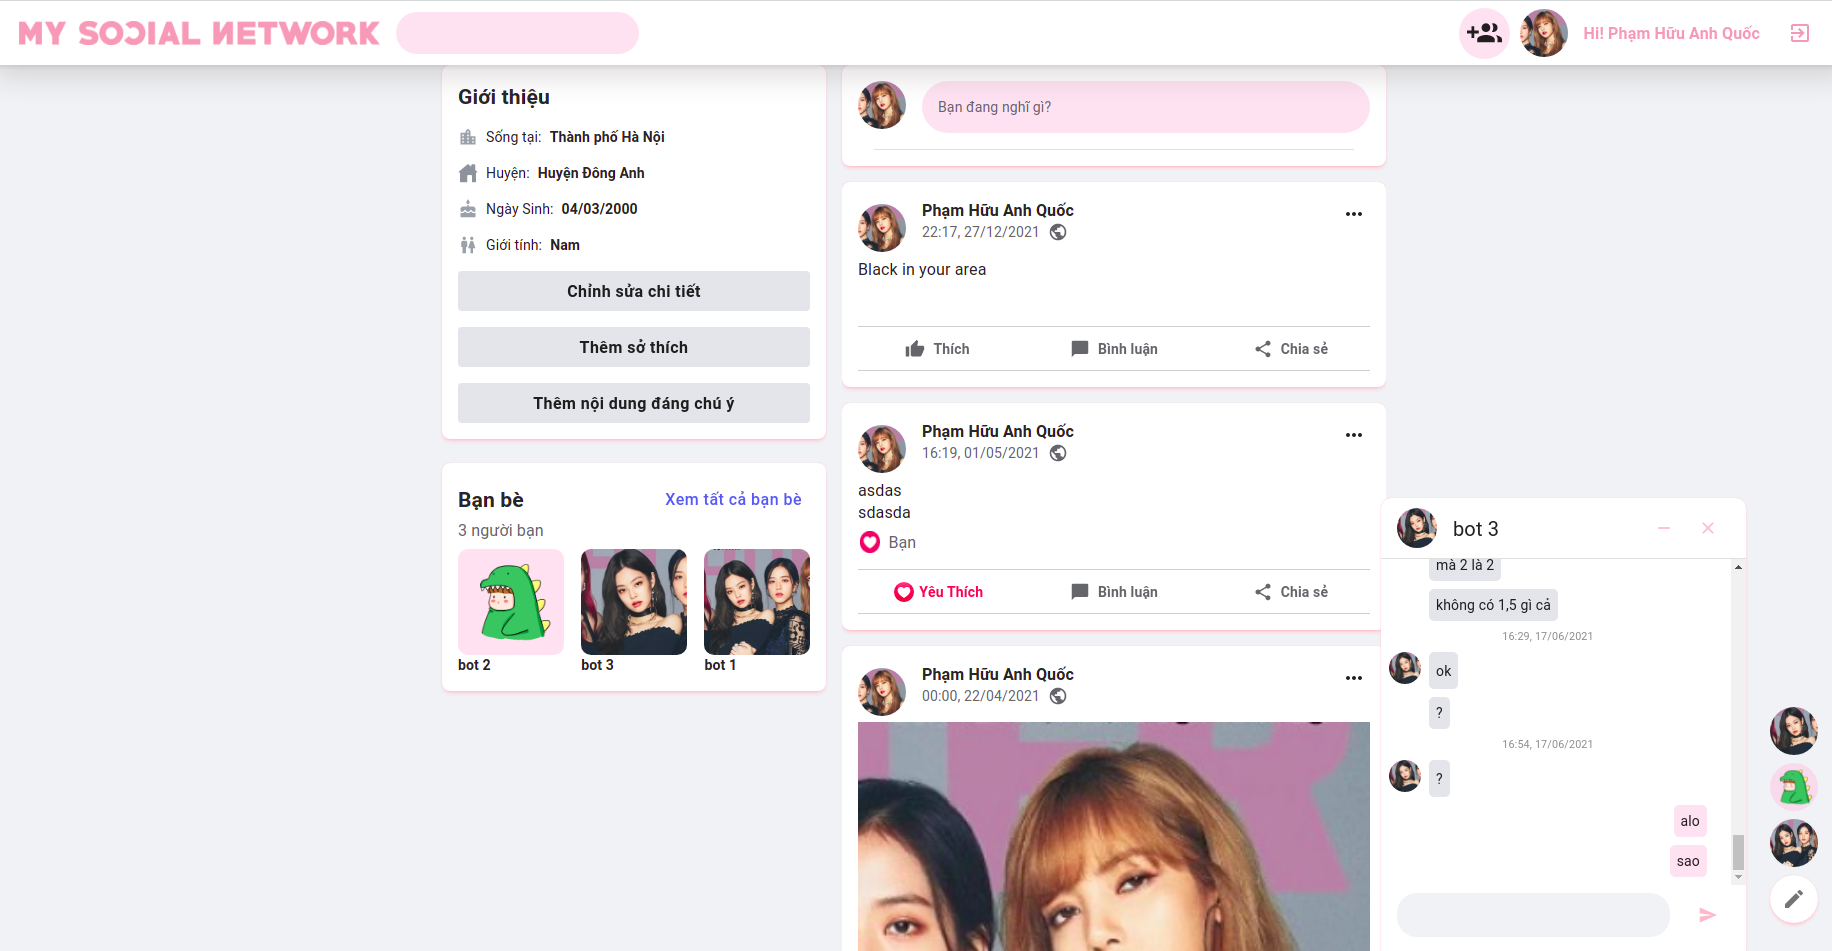 MY SOCIAL NETWORK
Hi! Phạm Hữu Anh Quốc
Giới thiệu
Sống tại: Thành phố Hà Nội
Huyện: Huyện Đông Anh
Ngày Sinh: 04/03/2000
Giới tính: Nam
Chỉnh sửa chi tiết
Thêm sở thích
Thêm nội dung đáng chú ý
Bạn bè
Xem tất cả bạn bè
3 người bạn
bot 2
bot 3
bot 1
Bạn đang nghĩ gì?
Phạm Hữu Anh Quốc
22:17, 27/12/2021
Black in your area
Thích
Bình luận
Chia sẻ
Phạm Hữu Anh Quốc
16:19, 01/05/2021
asdas
sdasda
Bạn
Yêu Thích
Bình luận
Chia sẻ
Phạm Hữu Anh Quốc
00:00, 22/04/2021
bot 3
mà 2 là 2
không có 1,5 gì cả
16:29, 17/06/2021
ok
?
16:54, 17/06/2021
?
alo
sao